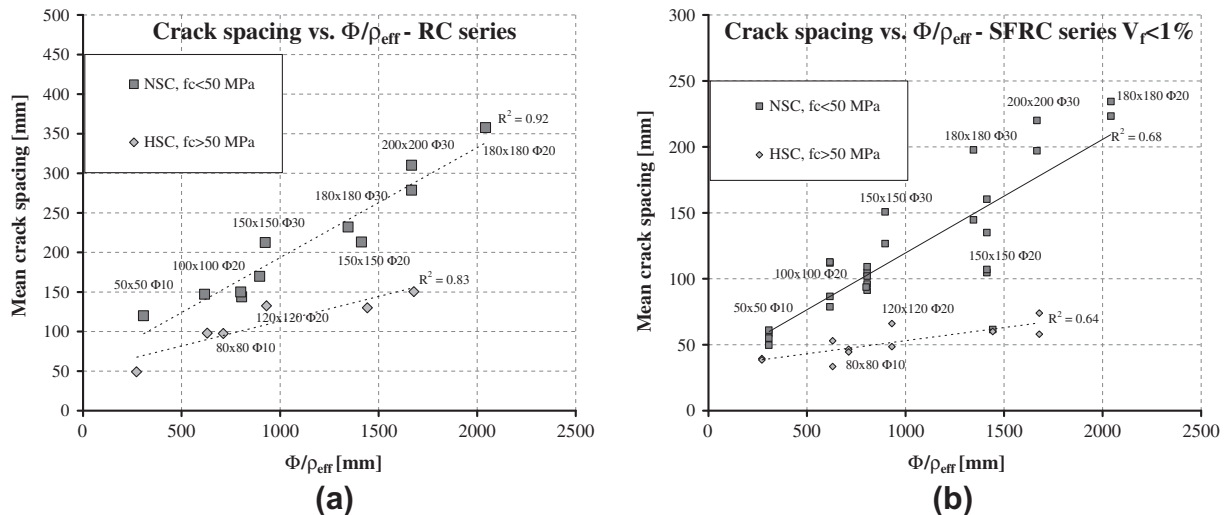 Crack spacing vs. Φ/ρeff - RC series
Mean crack spacing [mm]
450
400
350
300
250
200
150
100
50
0
NSC, fc<50 MPa
HSC, fc>50 MPa
R² = 0.92
200x200 Φ30
180x180 Φ20
180x180 Φ30
150x150 Φ30
150x150 Φ20
100x100 Φ20
50x50 Φ10
R² = 0.83
120x120 Φ20
80x80 Φ10
0
500
1000
1500
2000
2500
Φ/ρeff [mm]
(a)
Crack spacing vs. Φ/ρeff - SFRC series Vf<1%
Mean crack spacing [mm]
300
250
200
150
100
50
0
NSC, fc<50 MPa
HSC, fc>50 MPa
200x200 Φ30
180x180 Φ20
R² = 0.68
180x180 Φ30
150x150 Φ30
150x150 Φ20
100x100 Φ20
50x50 Φ10
120x120 Φ20
R² = 0.64
80x80 Φ10
0
500
1000
1500
2000
2500
Φ/ρeff [mm]
(b)